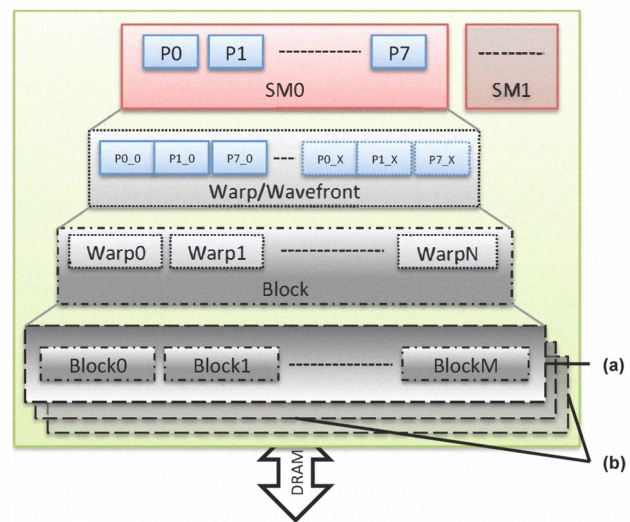 P0 P1 P7
SM0 SM1
P0_0 P1_0 P7_0 P0_X P1_X P7_X
Warp/Wavefront
Warp0 Warp1 WarpN
Block
Block0 Block1 BlockM
(a)
(b)
DRAM